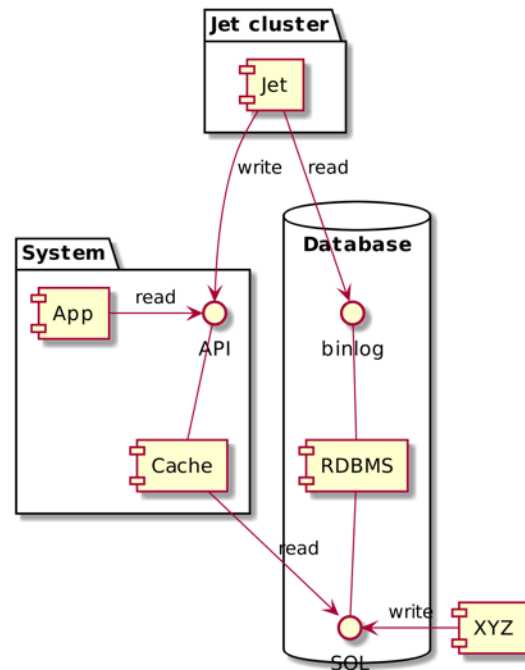 Jet cluster
Jet
write
read
Database
System
App
read
API
binlog
Cache
RDBMS
read
write
XYZ
SQL